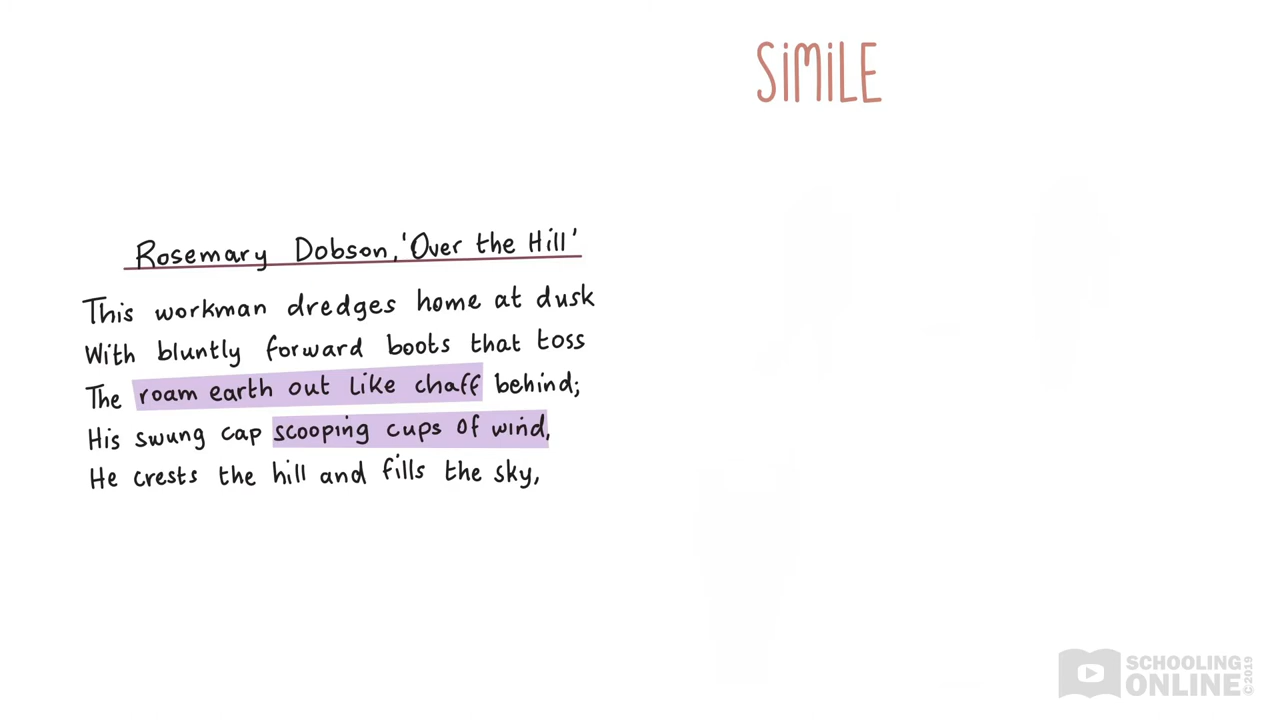 SiMiLE
Rosemary Dobson, 'Over the Hill'
This workman dredges home at dusk
With bluntly forward boots that toss
The roam earth out like chaff behind;
His swung cap scooping cups of wind,
He crests the hill and fills the sky,
SCHOOLING
ONLINE
©2019